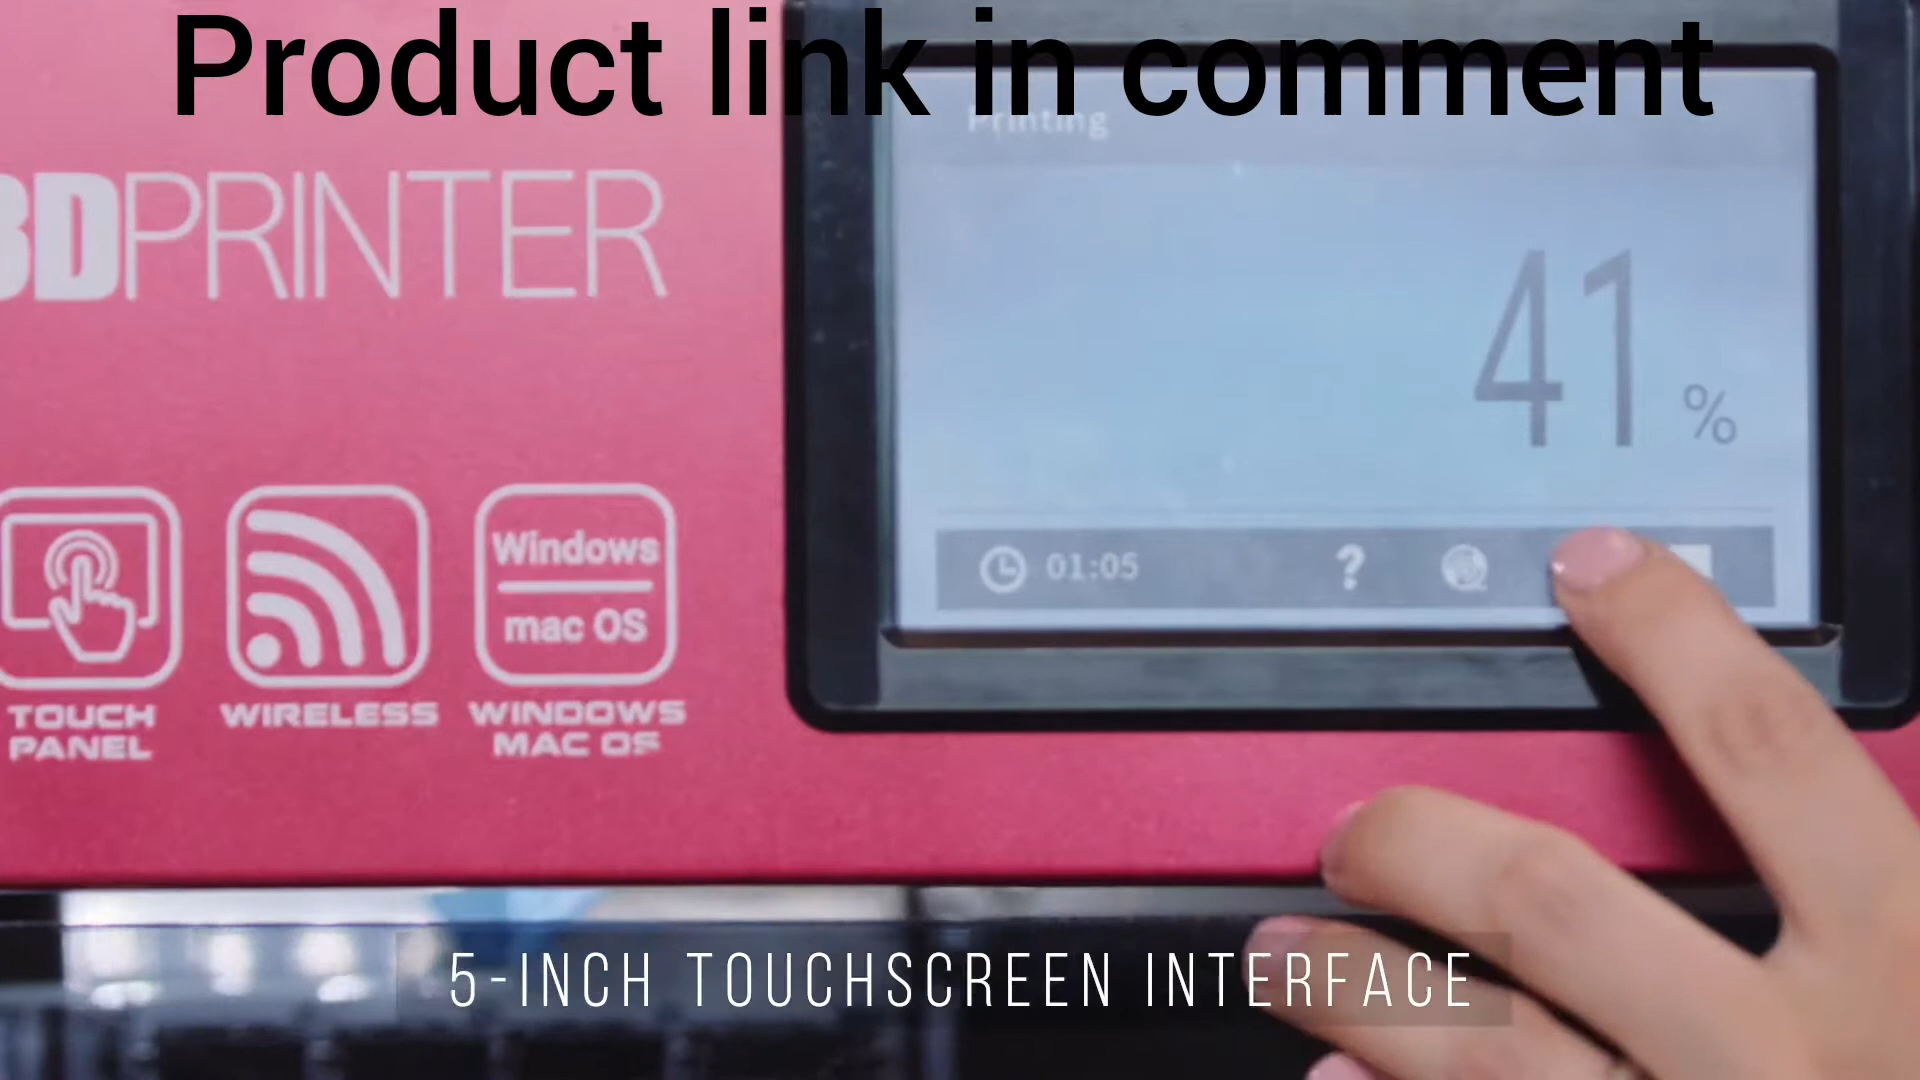 Product link in comment
Printing
3DPRINTER
41 %
Windows
mac OS
01:05 ?
TOUCH
PANEL
WIRELESS
WINDOWS
MAC OS
5-INCH TOUCHSCREEN INTERFACE